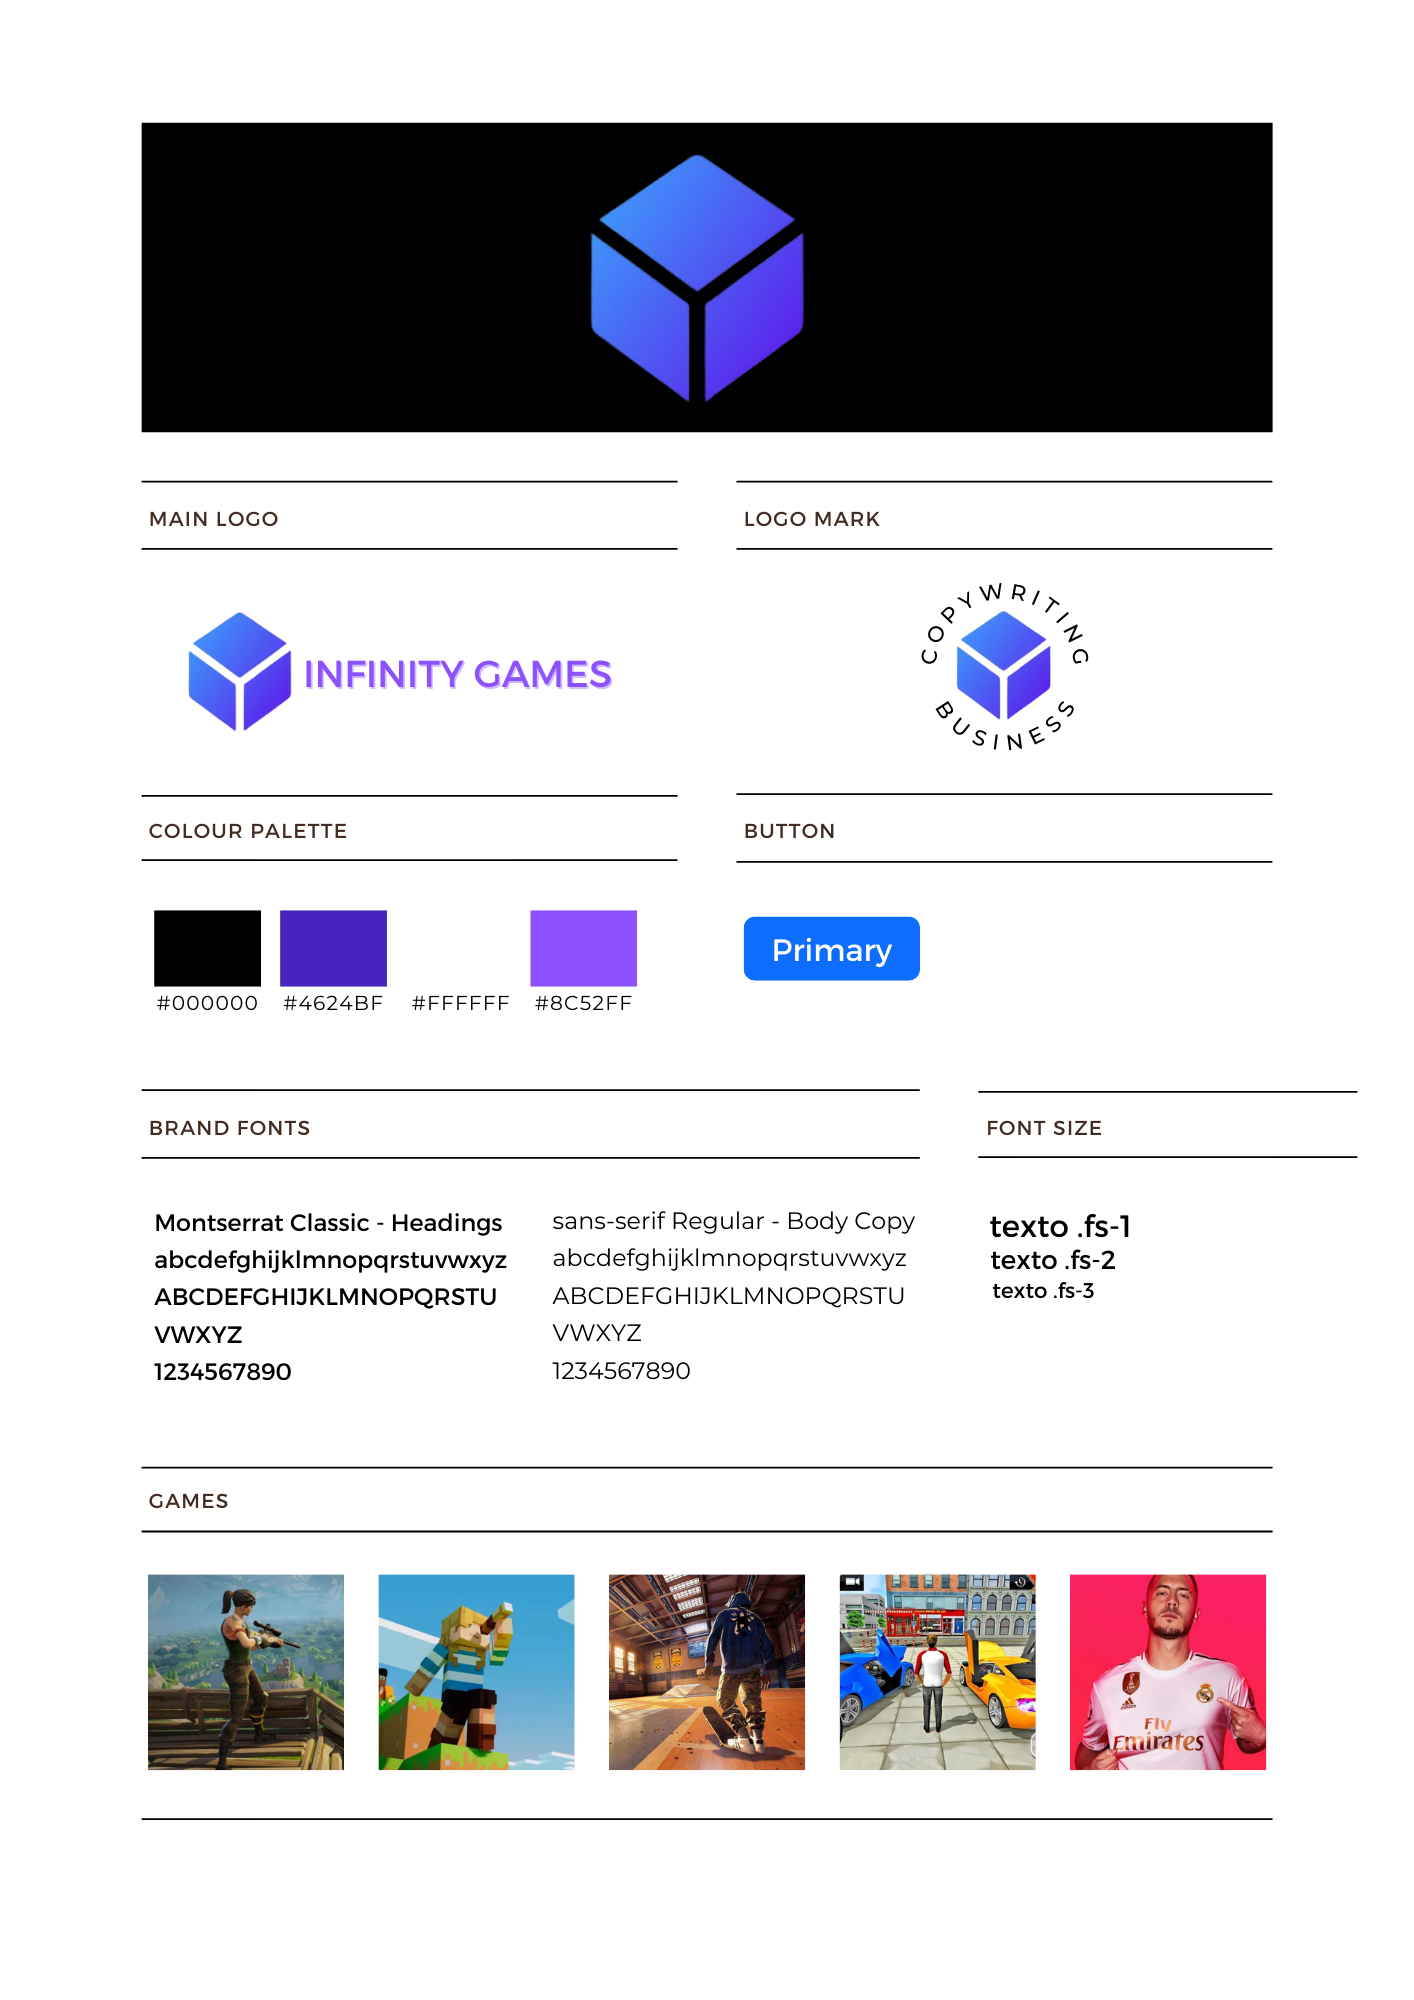 MAIN LOGO
LOGO MARK
INFINITY GAMES
COPYWRITING
BUSINESS
COLOUR PALETTE
BUTTON
#000000
#4624BF
#FFFFFF
#8C52FF
Primary
BRAND FONTS
FONT SIZE
Montserrat Classic - Headings
abcdefghijklmnopqrstuvwxyz
ABCDEFGHIJKLMNOPQRSTU
VWXYZ
1234567890
sans-serif Regular - Body Copy
abcdefghijklmnopqrstuvwxyz
ABCDEFGHIJKLMNOPQRSTU
VWXYZ
1234567890
texto .fs-1
texto .fs-2
texto .fs-3
GAMES
Fly
Emirates